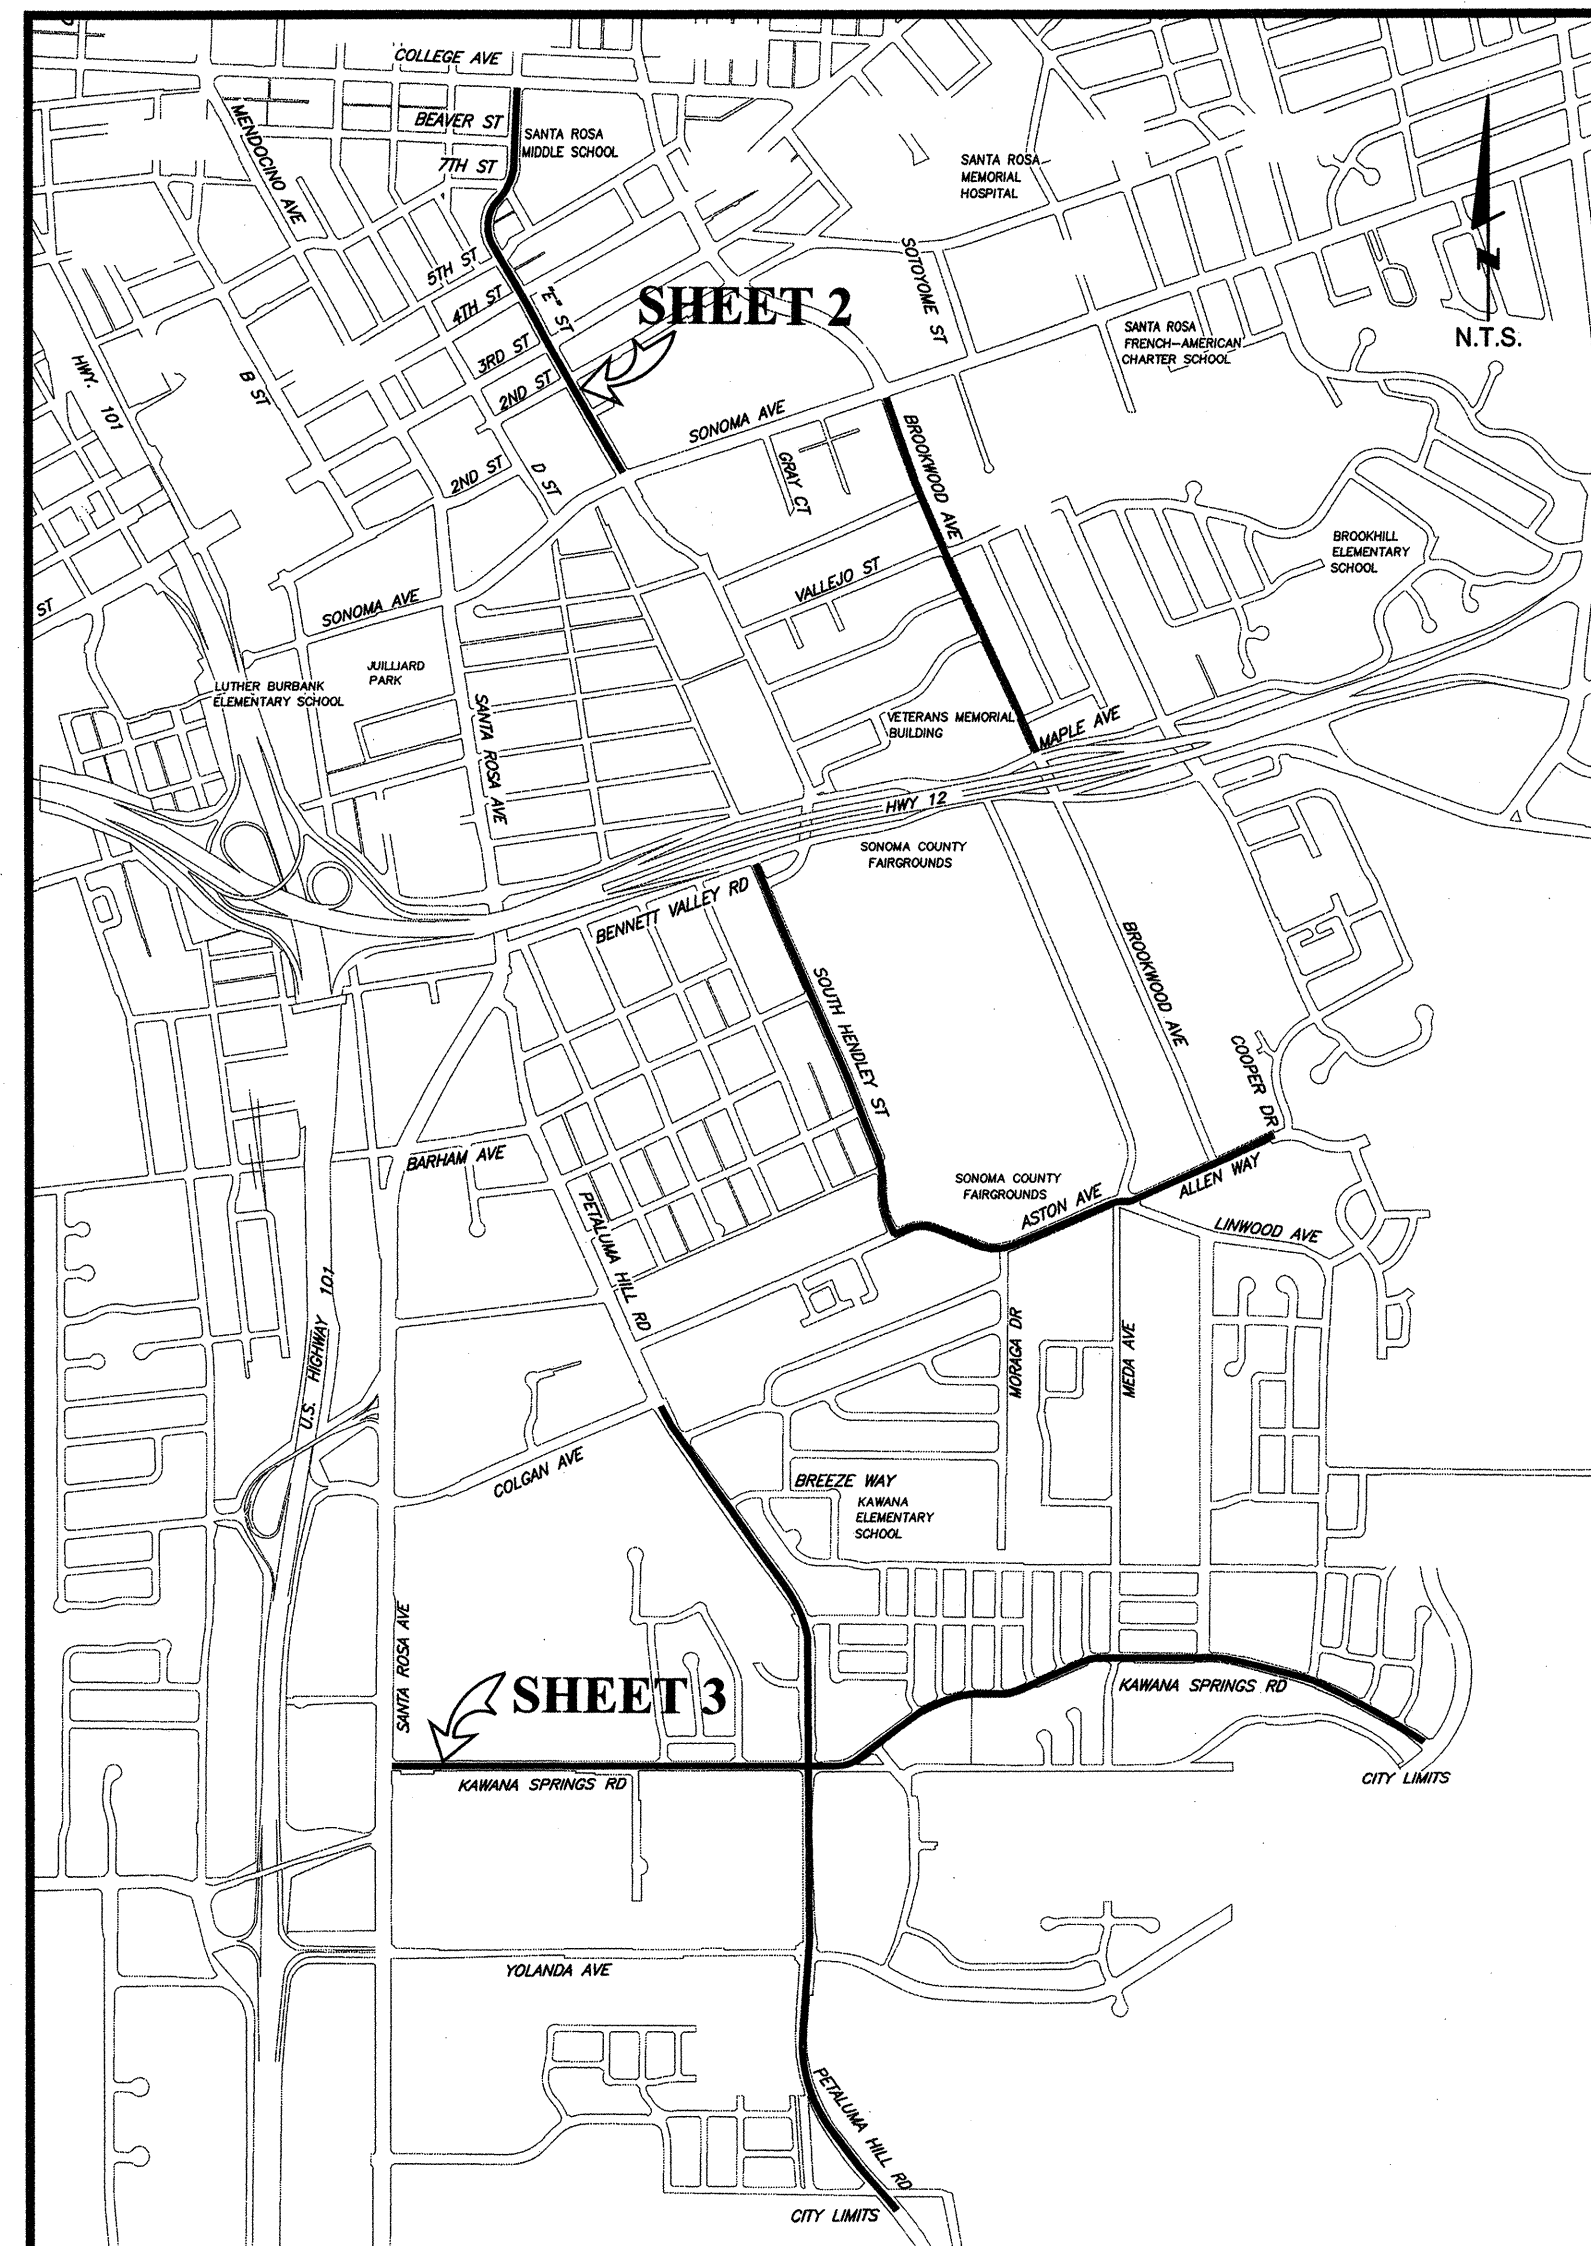 COLLEGE AVE
MENDOCINO AVE
BEAVER ST
7TH ST
SANTA ROSA
MIDDLE SCHOOL
SANTA ROSA
MEMORIAL
HOSPITAL
5TH ST
4TH ST
"E" ST
SHEET 2
SOTOYOME ST
N
N.T.S.
SANTA ROSA
FRENCH-AMERICAN
CHARTER SCHOOL
HWY. 101
B ST
3RD ST
2ND ST
SONOMA AVE
BROOKWOOD AVE
2ND ST
D ST
GRAY CT
BROOKHILL
ELEMENTARY
SCHOOL
VALLEJO ST
ST
SONOMA AVE
JUILLIARD
PARK
LUTHER BURBANK
ELEMENTARY SCHOOL
SANTA ROSA AVE
VETERANS MEMORIAL
BUILDING
MAPLE AVE
HWY 12
SONOMA COUNTY
FAIRGROUNDS
BENNETT VALLEY RD
SOUTH HENDLEY ST
BROOKWOOD AVE
COOPER DR
BARHAM AVE
PETALUMA HILL RD
SONOMA COUNTY
FAIRGROUNDS
ASTON AVE
ALLEN WAY
LINWOOD AVE
U.S. HIGHWAY 101
MORAGA DR
MEDA AVE
COLGAN AVE
BREEZE WAY
KAWANA
ELEMENTARY
SCHOOL
SANTA ROSA AVE
SHEET 3
KAWANA SPRINGS RD
KAWANA SPRINGS RD
CITY LIMITS
YOLANDA AVE
PETALUMA HILL RD
CITY LIMITS